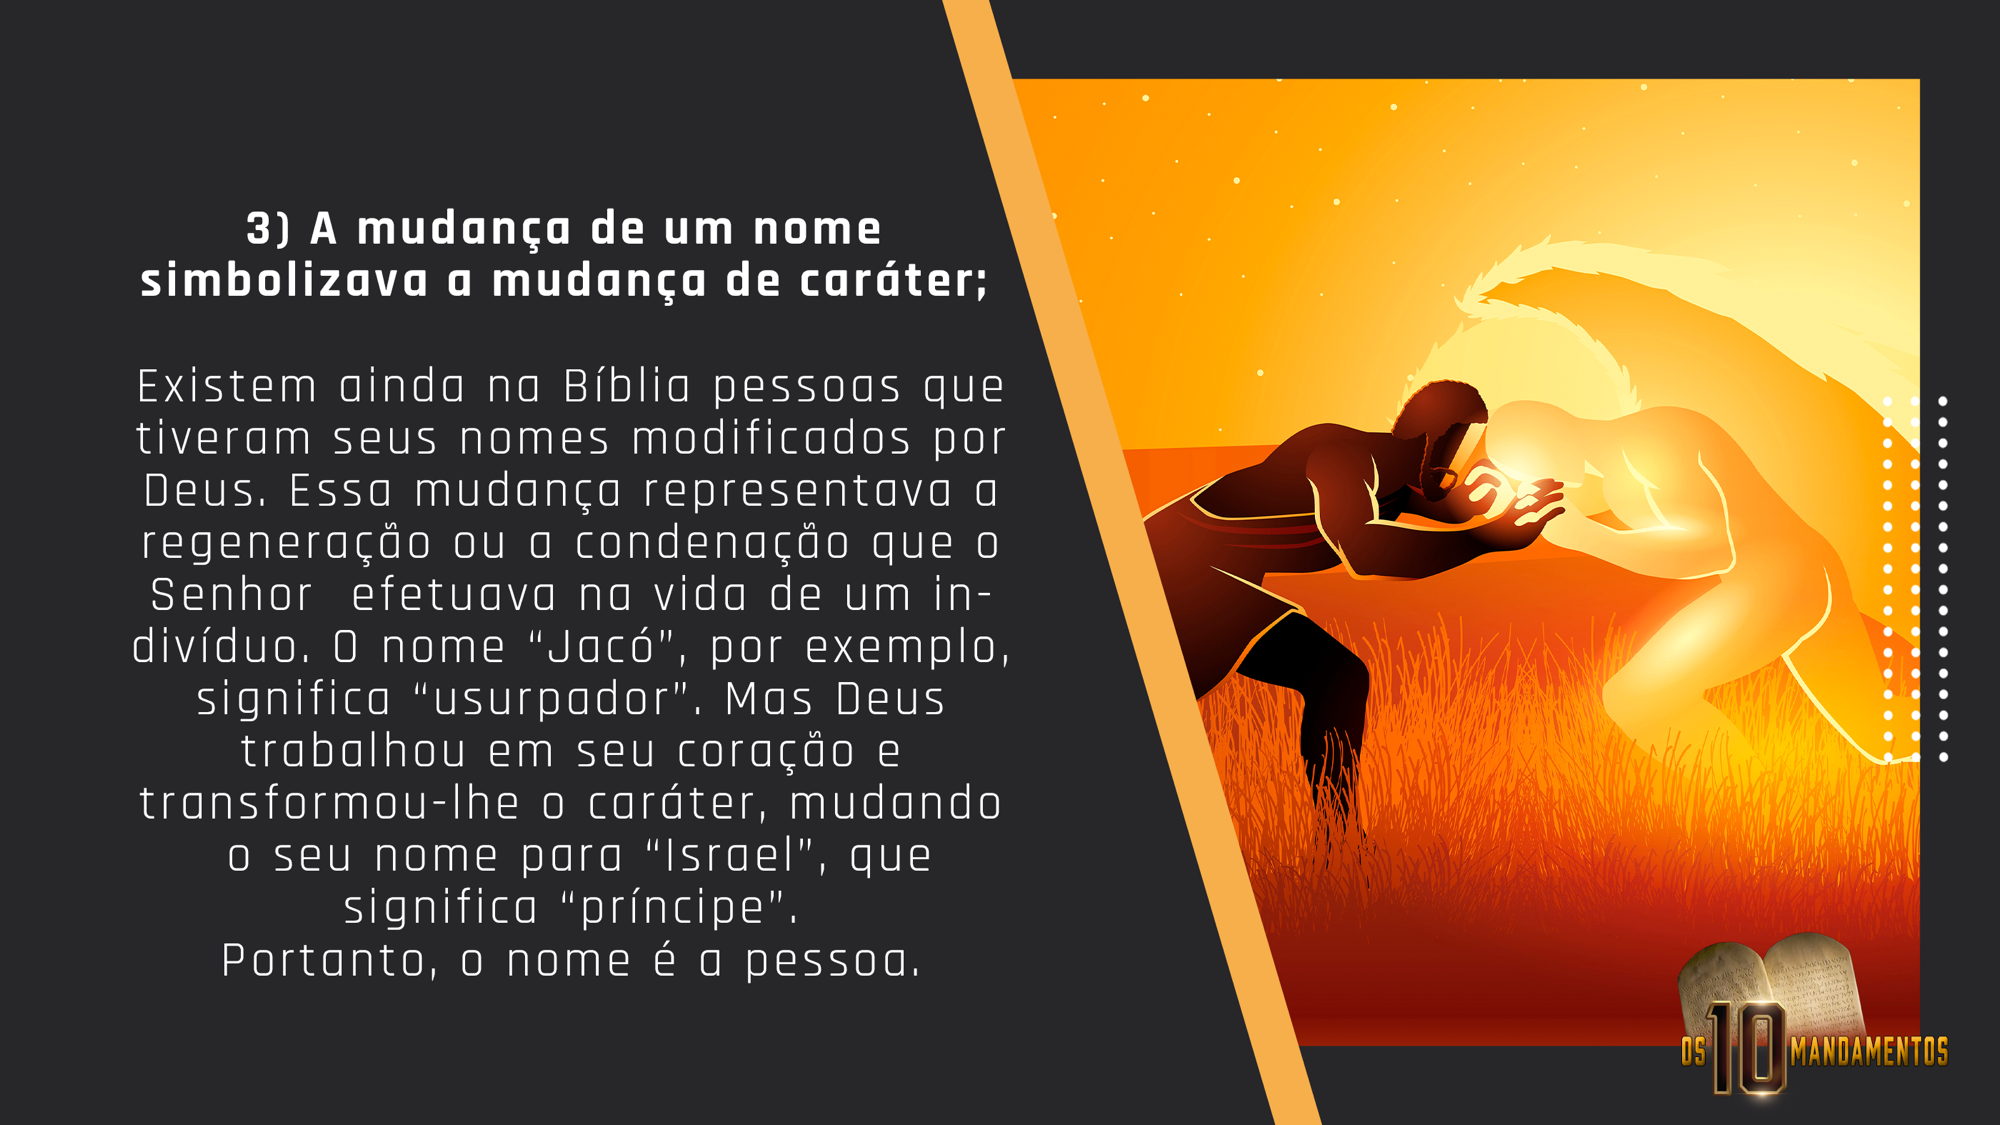 3) A mudança de um nome
simbolizava a mudança de caráter;
Existem ainda na Bíblia pessoas que
tiveram seus nomes modificados por
Deus. Essa mudança representava a
regeneração ou a condenação que o
Senhor  efetuava na vida de um in-
divíduo. O nome “Jacó”, por exemplo,
significa “usurpador”. Mas Deus
trabalhou em seu coração e
transformou-lhe o caráter, mudando
o seu nome para “Israel”, que
significa “príncipe”.
Portanto, o nome é a pessoa.
OS 10 MANDAMENTOS